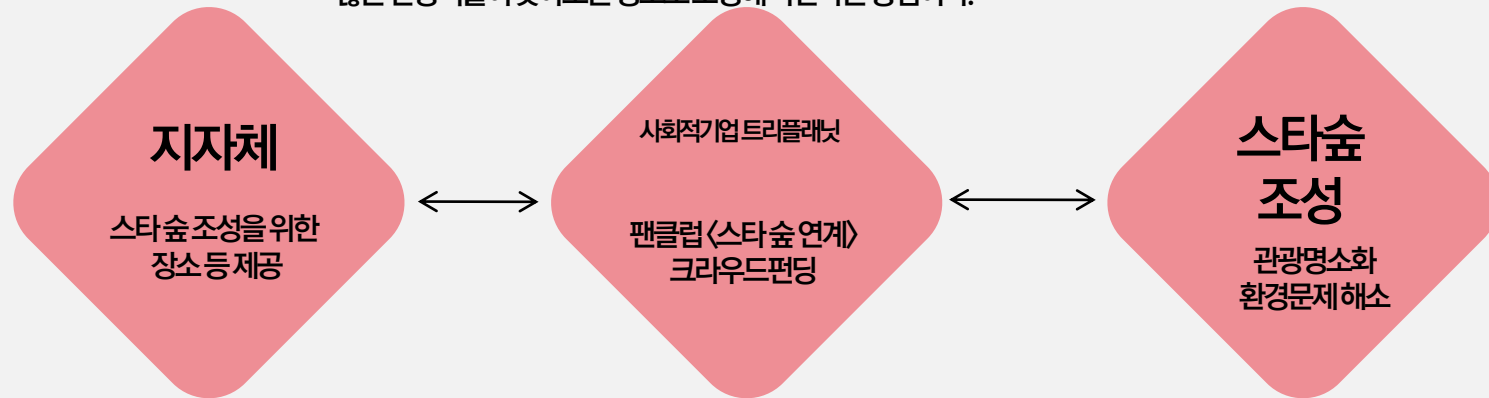 지자체
스타 숲 조성을 위한
장소 등 제공
사회적기업 트리플래닛
팬클럽 <스타 숲 연계>
크라우드펀딩
스타숲
조성
관광명소화
환경문제 해소